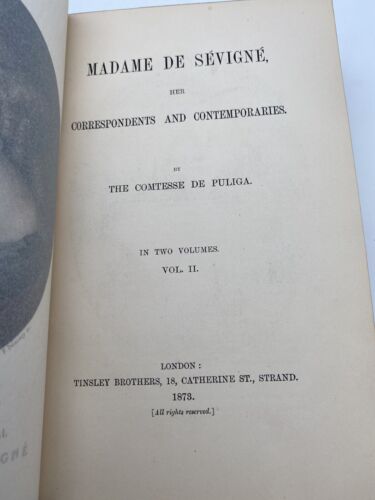 MADAME DE SÉVIGNÉ,
HER
CORRESPONDENTS AND CONTEMPORARIES.
BY
THE COMTESSE DE PULIGA.
IN TWO VOLUMES.
VOL. II.
LONDON:
TINSLEY BROTHERS, 18, CATHERINE ST., STRAND.
1873.
[All rights reserved.]